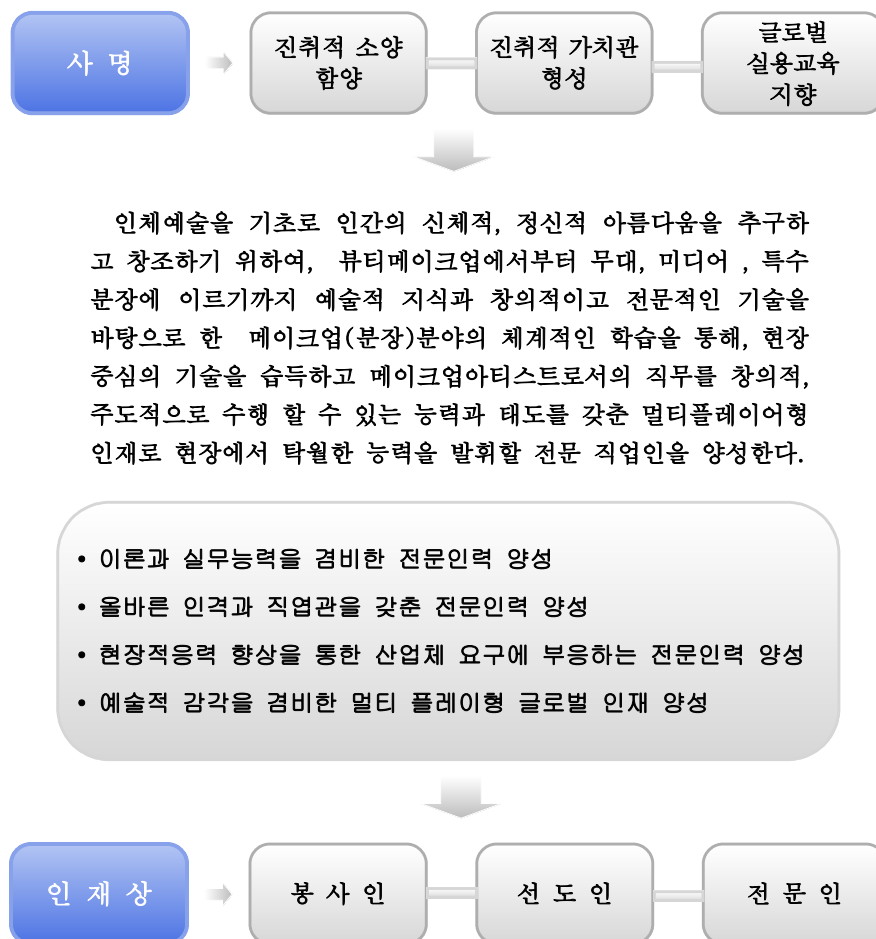 사 명
진취적 소양
함양
진취적 가치관
형성
글로벌
실용교육
지향
인체예술을 기초로 인간의 신체적, 정신적 아름다움을 추구하
고 창조하기 위하여, 뷰티메이크업에서부터 무대, 미디어 , 특수
분장에 이르기까지 예술적 지식과 창의적이고 전문적인 기술을
바탕으로 한 메이크업(분장)분야의 체계적인 학습을 통해, 현장
중심의 기술을 습득하고 메이크업아티스트로서의 직무를 창의적,
주도적으로 수행 할 수 있는 능력과 태도를 갖춘 멀티플레이어형
인재로 현장에서 탁월한 능력을 발휘할 전문 직업인을 양성한다.
• 이론과 실무능력을 겸비한 전문인력 양성
• 올바른 인격과 직엽관을 갖춘 전문인력 양성
• 현장적응력 향상을 통한 산업체 요구에 부응하는 전문인력 양성
• 예술적 감각을 겸비한 멀티 플레이형 글로벌 인재 양성
인 재 상
봉 사 인
선 도 인
전 문 인